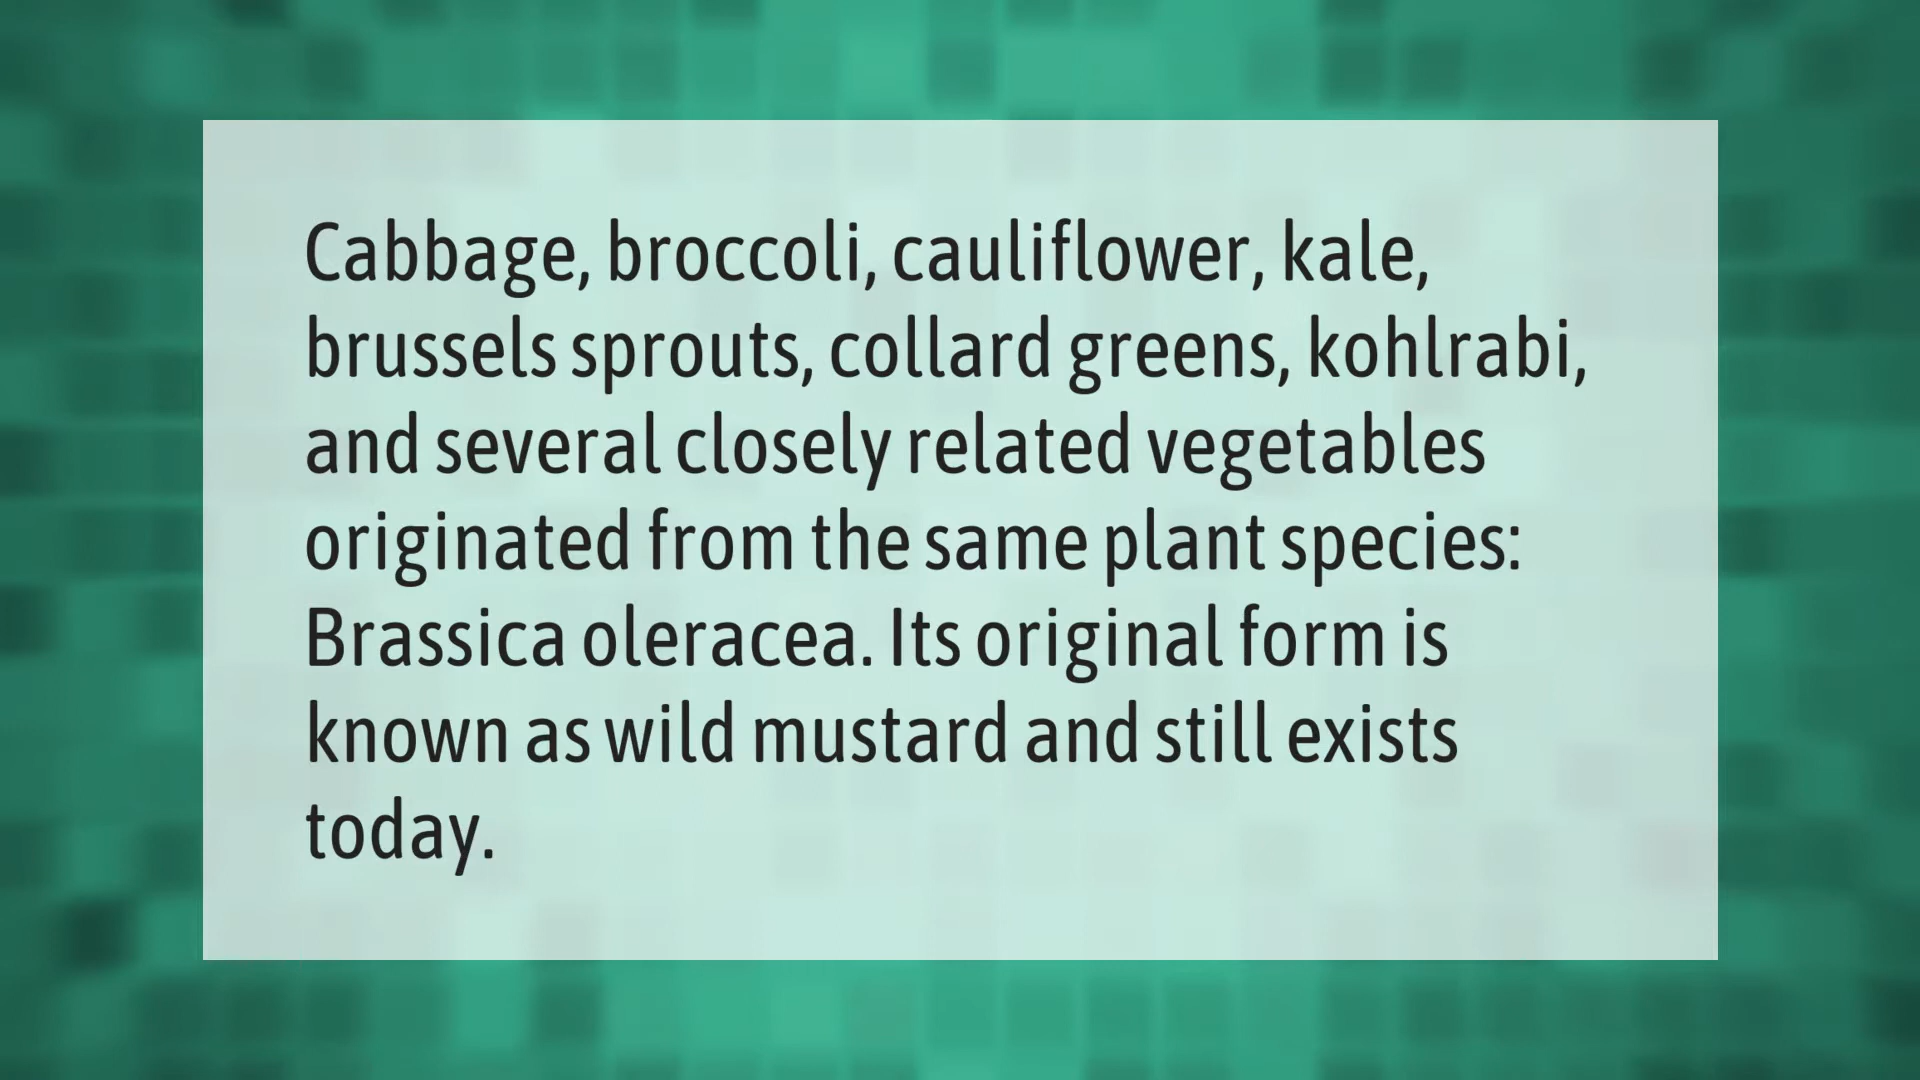 Cabbage, broccoli, cauliflower, kale,
brussels sprouts, collard greens, kohlrabi,
and several closely related vegetables
originated from the same plant species:
Brassica oleracea. Its original form is
known as wild mustard and still exists
today.